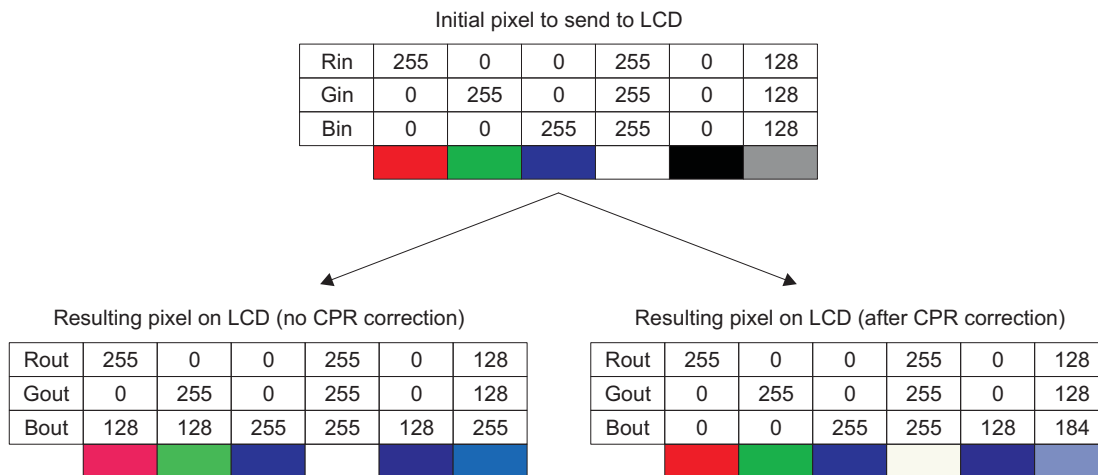 Initial pixel to send to LCD
Rin 255 0 0 255 0 128
Gin 0 255 0 255 0 128
Bin 0 0 255 255 0 128
Resulting pixel on LCD (no CPR correction)
Rout 255 0 0 255 0 128
Gout 0 255 0 255 0 128
Bout 128 128 255 255 128 255
Resulting pixel on LCD (after CPR correction)
Rout 255 0 0 255 0 128
Gout 0 255 0 255 0 128
Bout 0 0 255 255 128 184